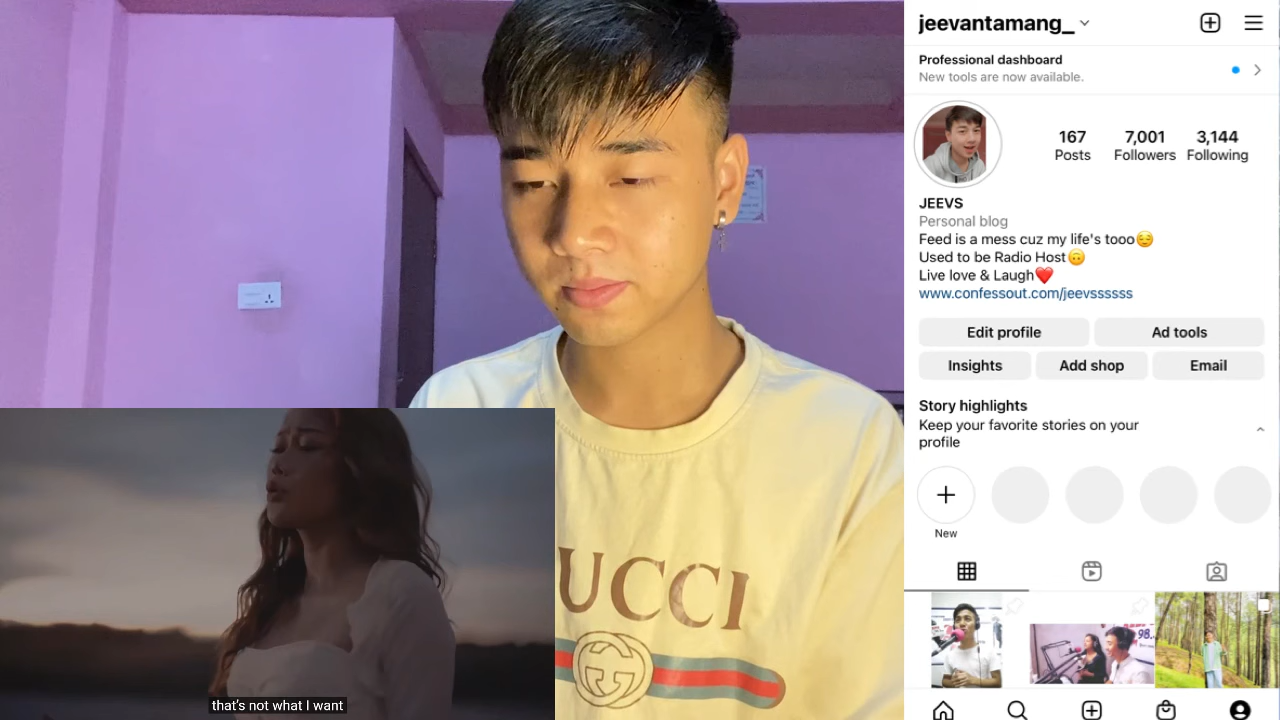 jeevantamang_
Professional dashboard
New tools are now available.
167
Posts
7,001
Followers
3,144
Following
JEEVS
Personal blog
Feed is a mess cuz my life's tooo😌
Used to be Radio Host🙃
Live love & Laugh❤️
www.confessout.com/jeevssssss
Edit profile
Ad tools
Insights
Add shop
Email
Story highlights
Keep your favorite stories on your
profile
New
UCCI
98.
that's not what I want